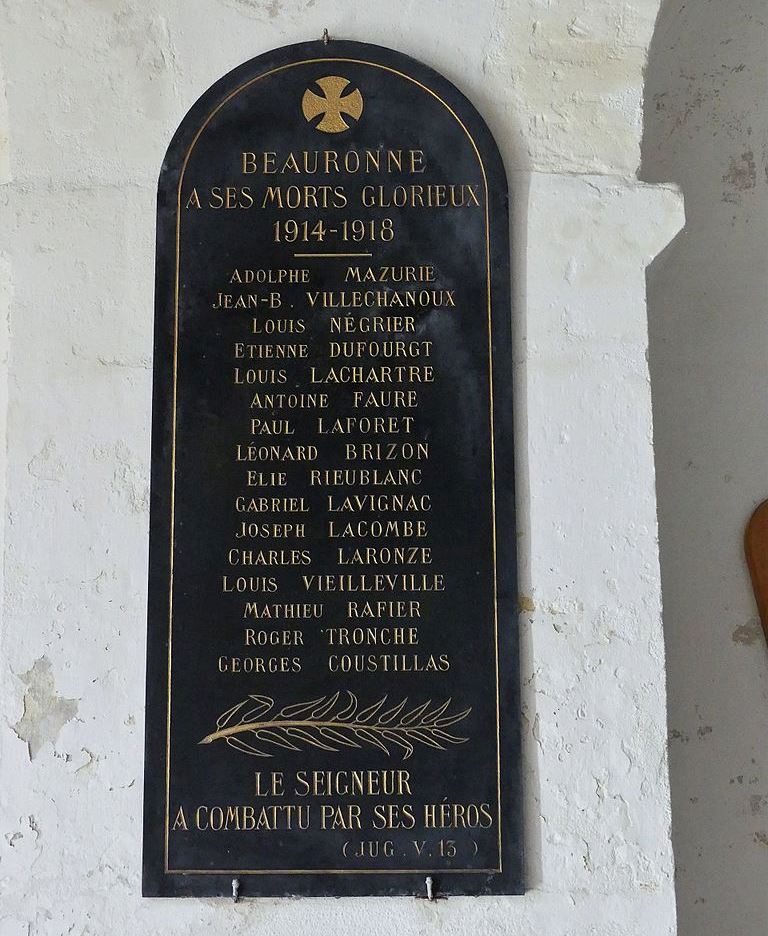 BEAURONNE
A SES MORTS GLORIEUX
1914-1918
ADOLPHE MAZURIE
JEAN-B. VILLECHANOUX
LOUIS NÉGRIER
ETIENNE DUFOURGT
LOUIS LACHARTRE
ANTOINE FAURE
PAUL LAFORET
LÉONARD BRIZON
ELIE RIEUBLANC
GABRIEL LAVIGNAC
JOSEPH LACOMBE
CHARLES LARONZE
LOUIS VIEILLEVILLE
MATHIEU RAFIER
ROGER TRONCHE
GEORGES COUSTILLAS
LE SEIGNEUR
A COMBATTU PAR SES HÉROS
(JUG. V. 13)